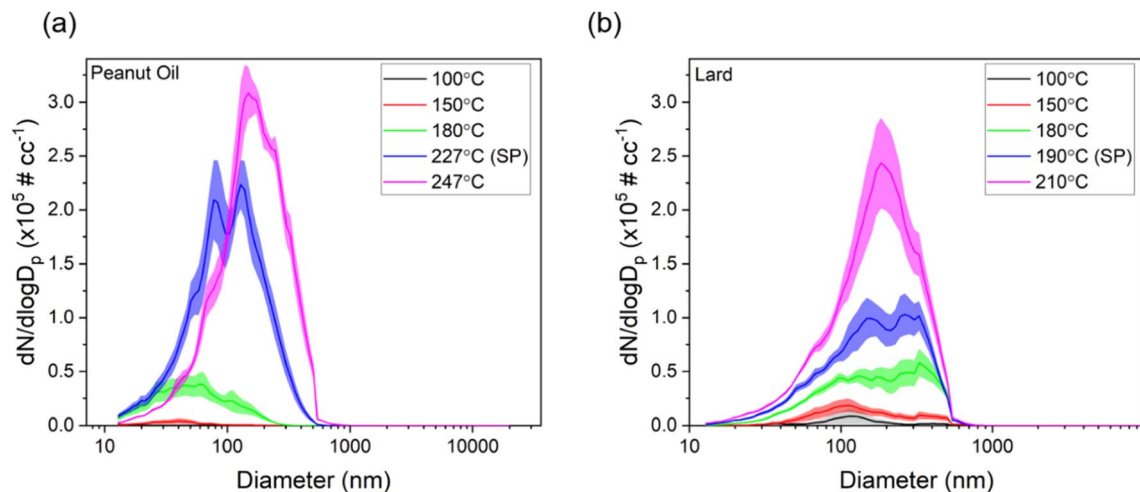 (a)
Peanut Oil
100°C
150°C
180°C
227°C (SP)
247°C
dN/dlogDp (x10⁵ # cc⁻¹)
3.0
2.5
2.0
1.5
1.0
0.5
0.0
10 100 1000 10000
Diameter (nm)
(b)
Lard
100°C
150°C
180°C
190°C (SP)
210°C
dN/dlogDp (x10⁵ # cc⁻¹)
3.0
2.5
2.0
1.5
1.0
0.5
0.0
10 100 1000
Diameter (nm)